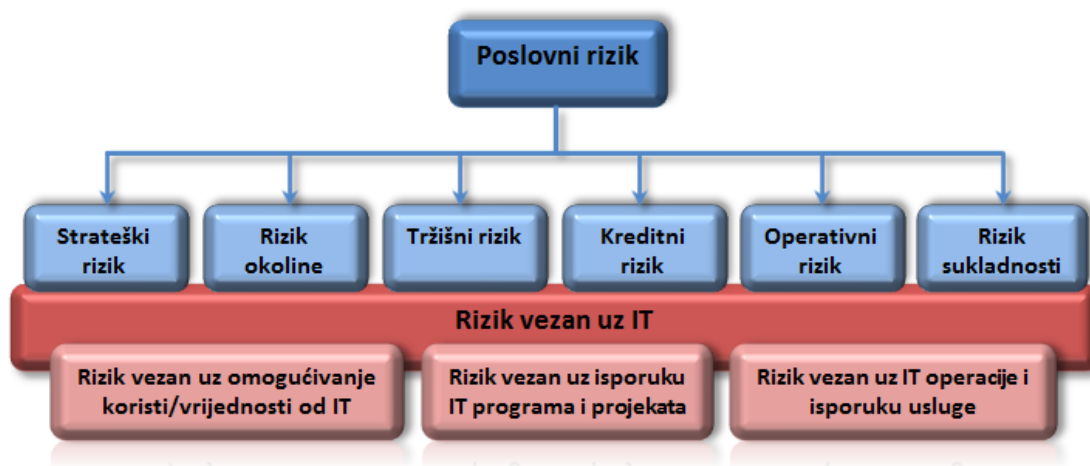 Poslovni rizik
Strateški
rizik
Rizik
okoline
Tržišni rizik
Kreditni
rizik
Operativni
rizik
Rizik
sukladnosti
Rizik vezan uz IT
Rizik vezan uz omogućivanje
koristi/vrijednosti od IT
Rizik vezan uz isporuku
IT programa i projekata
Rizik vezan uz IT operacije i
isporuku usluge